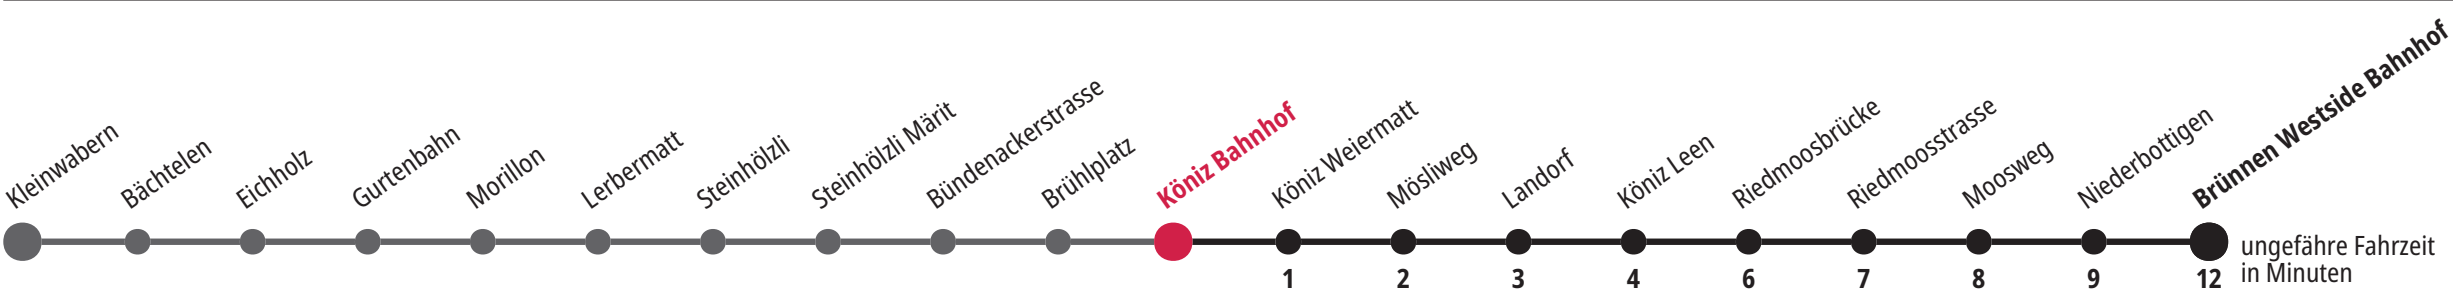 Kleinwabern
Bächtelen
Eichholz
Gurtenbahn
Morillon
Lerbermatt
Steinhölzli
Steinhölzli Märit
Bündenackerstrasse
Brühlplatz
Köniz Bahnhof
Köniz Weiermatt
Mösliweg
Landorf
Köniz Leen
Riedmoosbrücke
Riedmoosstrasse
Moosweg
Niederbottigen
Brünnen Westside Bahnhof
1 2 3 4 6 7 8 9 12
ungefähre Fahrzeit
in Minuten